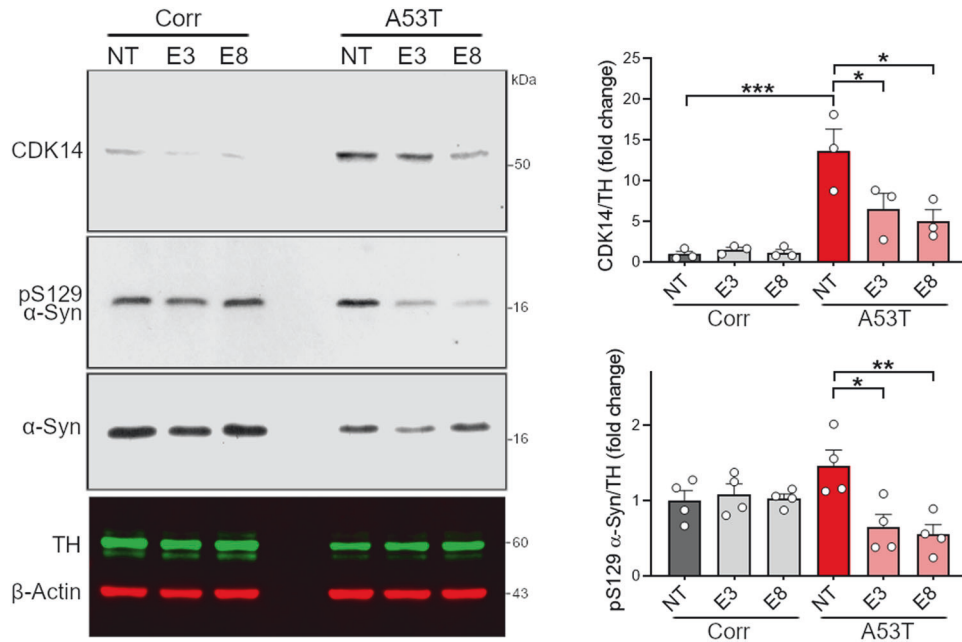 Corr A53T
NT E3 E8 NT E3 E8
kDa
CDK14
-50
pS129
α-Syn
-16
α-Syn
-16
TH
-60
β-Actin
-43
CDK14/TH (fold change)
25
20
15
10
5
0
***
*
*
NT E3 E8 NT E3 E8
Corr A53T
pS129 α-Syn/TH (fold change)
2
1
0
**
*
NT E3 E8 NT E3 E8
Corr A53T